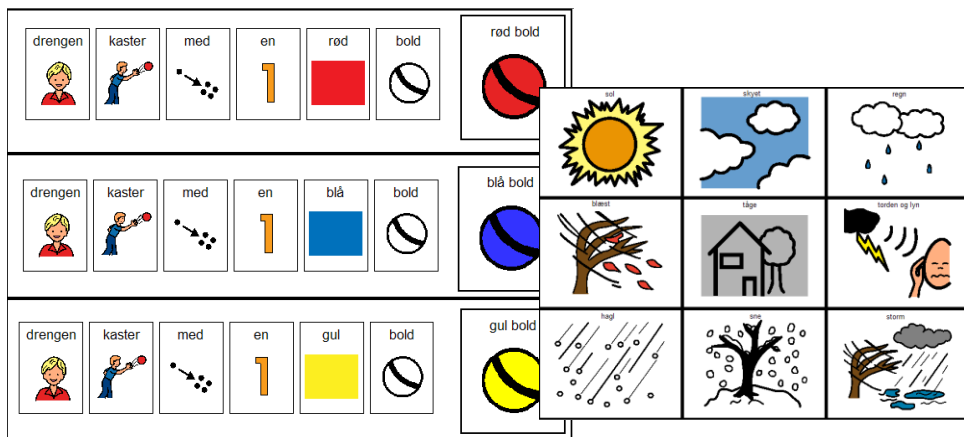 drengen kaster med en rød bold rød bold
drengen kaster med en blå bold blå bold
drengen kaster med en gul bold gul bold
sol skyet regn
blæst tåge torden og lyn
hagl sne storm